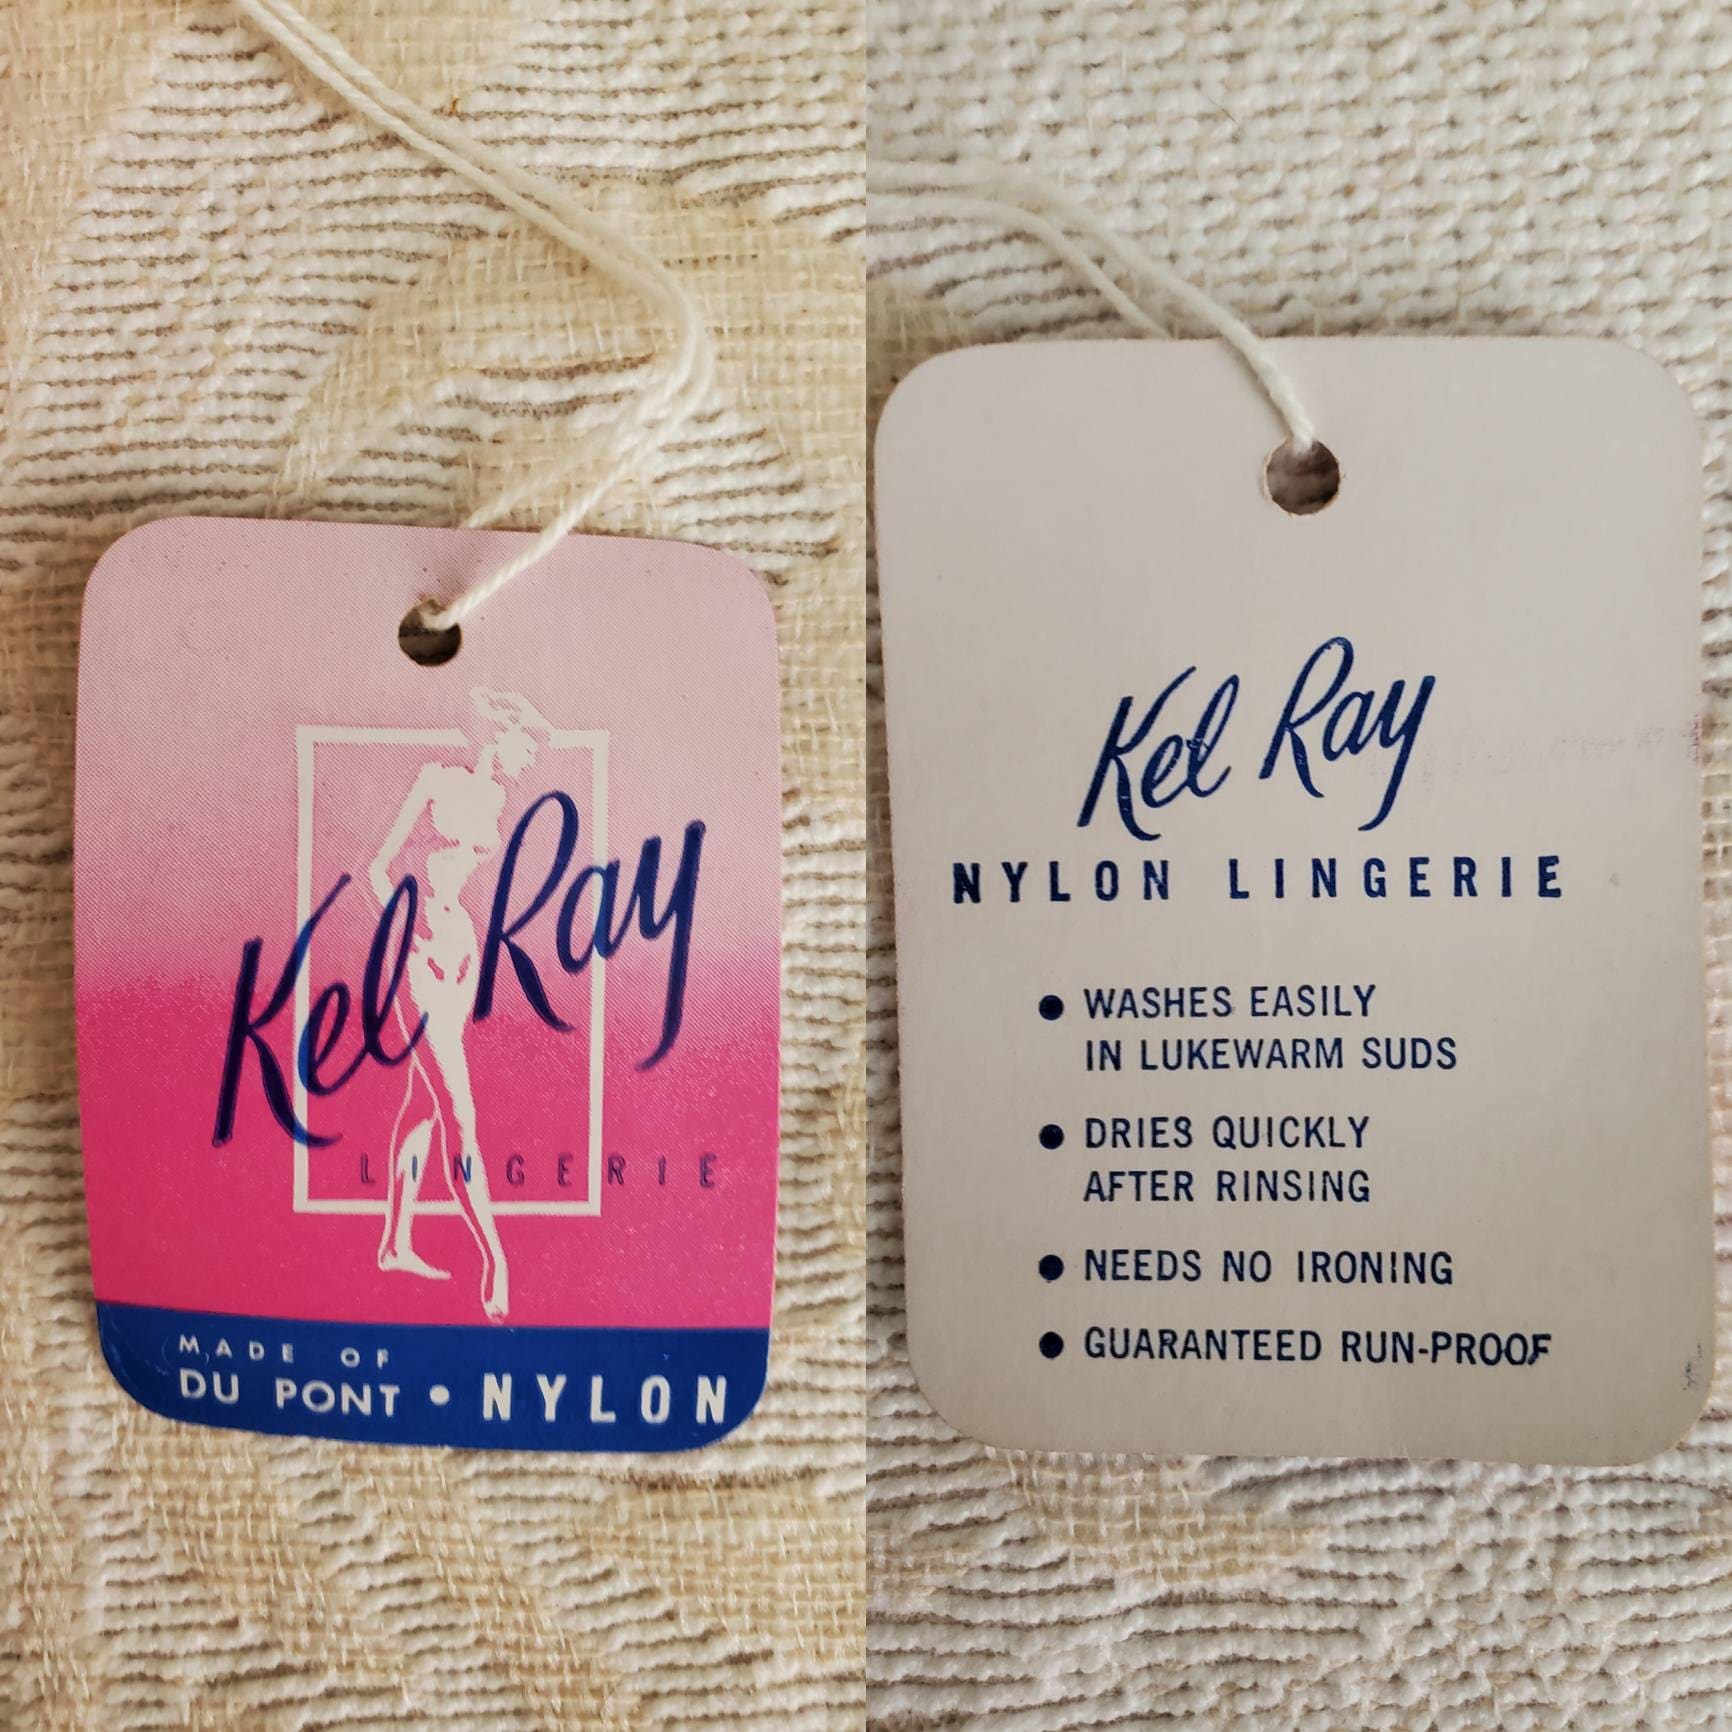 Kel Ray
LINGERIE
MADE OF
DU PONT • NYLON
Kel Ray
NYLON LINGERIE
• WASHES EASILY
IN LUKEWARM SUDS
• DRIES QUICKLY
AFTER RINSING
• NEEDS NO IRONING
• GUARANTEED RUN-PROOF